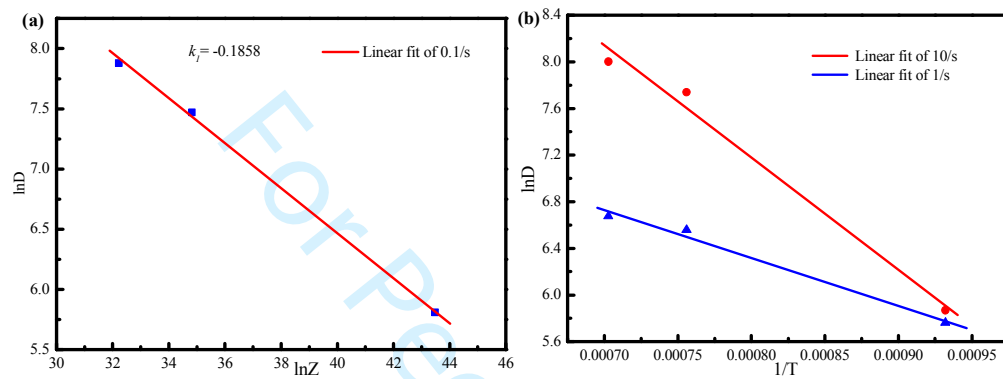 (a)
k₁= -0.1858
Linear fit of 0.1/s
lnD
8.0
7.5
7.0
6.5
6.0
5.5
30 32 34 36 38 40 42 44 46
lnZ
(b)
Linear fit of 10/s
Linear fit of 1/s
lnD
8.4
8.0
7.6
7.2
6.8
6.4
6.0
5.6
0.00070 0.00075 0.00080 0.00085 0.00090 0.00095
1/T
For Pee